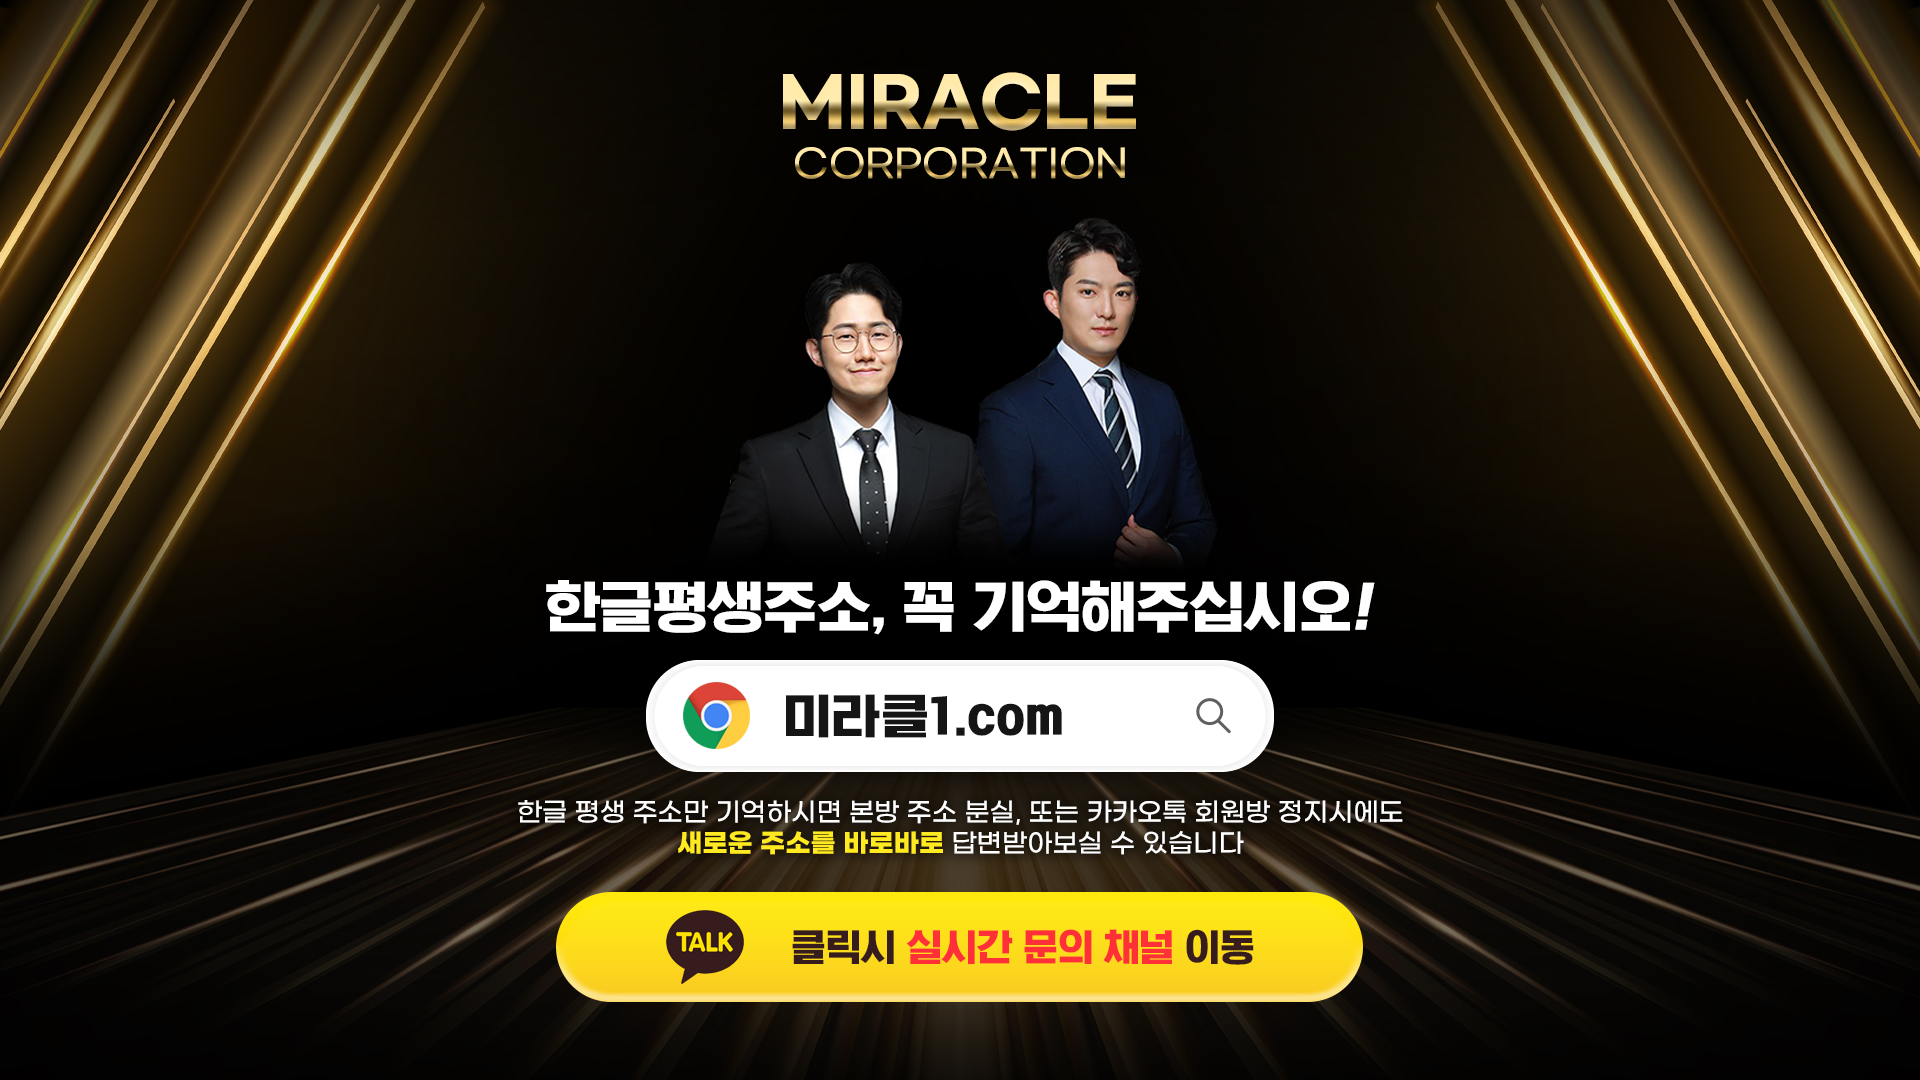 MIRACLE
CORPORATION
한글평생주소, 꼭 기억해주십시오!
미라클1.com
한글 평생 주소만 기억하시면 본방 주소 분실, 또는 카카오톡 회원방 정지시에도
새로운 주소를 바로바로 답변받아보실 수 있습니다
TALK 클릭시 실시간 문의 채널 이동